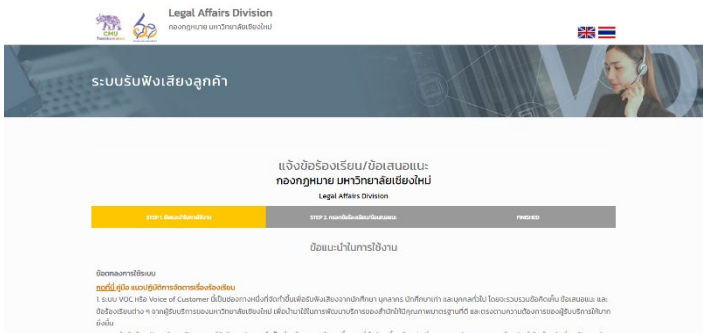 Legal Affairs Division
กองกฎหมาย มหาวิทยาลัยเชียงใหม่
CMU
ระบบรับฟังเสียงลูกค้า
แจ้งข้อร้องเรียน/ข้อเสนอแนะ
กองกฎหมาย มหาวิทยาลัยเชียงใหม่
Legal Affairs Division
STEP 1. ข้อแนะนำในการใช้งาน
STEP 2. กรอกข้อร้องเรียน/ข้อเสนอแนะ
FINISHED
ข้อแนะนำในการใช้งาน
ข้อตกลงการใช้ระบบ
กดที่นี่ คู่มือ แนวปฏิบัติการจัดการเรื่องร้องเรียน
1. ระบบ VOC หรือ Voice of Customer นี้เป็นช่องทางหนึ่งที่จัดทำขึ้นเพื่อรับฟังเสียงจากนักศึกษา บุคลากร นักศึกษาเก่า และบุคคลทั่วไป โดยจะรวบรวมข้อคิดเห็น ข้อเสนอแนะ และ
ข้อร้องเรียนต่าง ๆ จากผู้รับบริการของมหาวิทยาลัยเชียงใหม่ เพื่อนำมาใช้ในการพัฒนาบริการของสำนักให้มีคุณภาพมาตรฐานที่ดี และตรงตามความต้องการของผู้รับบริการให้มาก
ยิ่งขึ้น